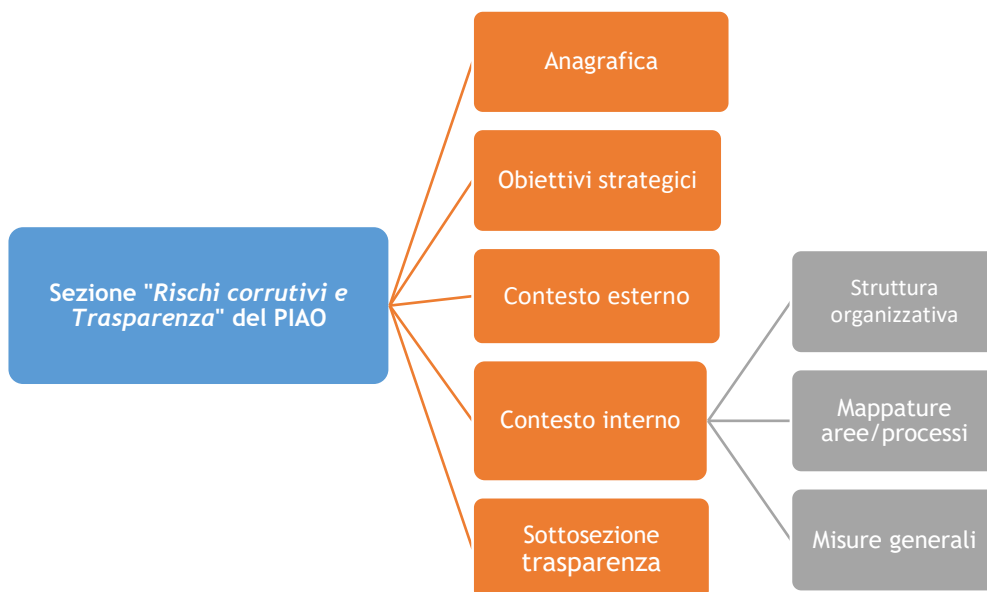 Sezione "Rischi corrutivi e
Trasparenza" del PIAO
Anagrafica
Obiettivi strategici
Contesto esterno
Contesto interno
Sottosezione
trasparenza
Struttura
organizzativa
Mappature
aree/processi
Misure generali